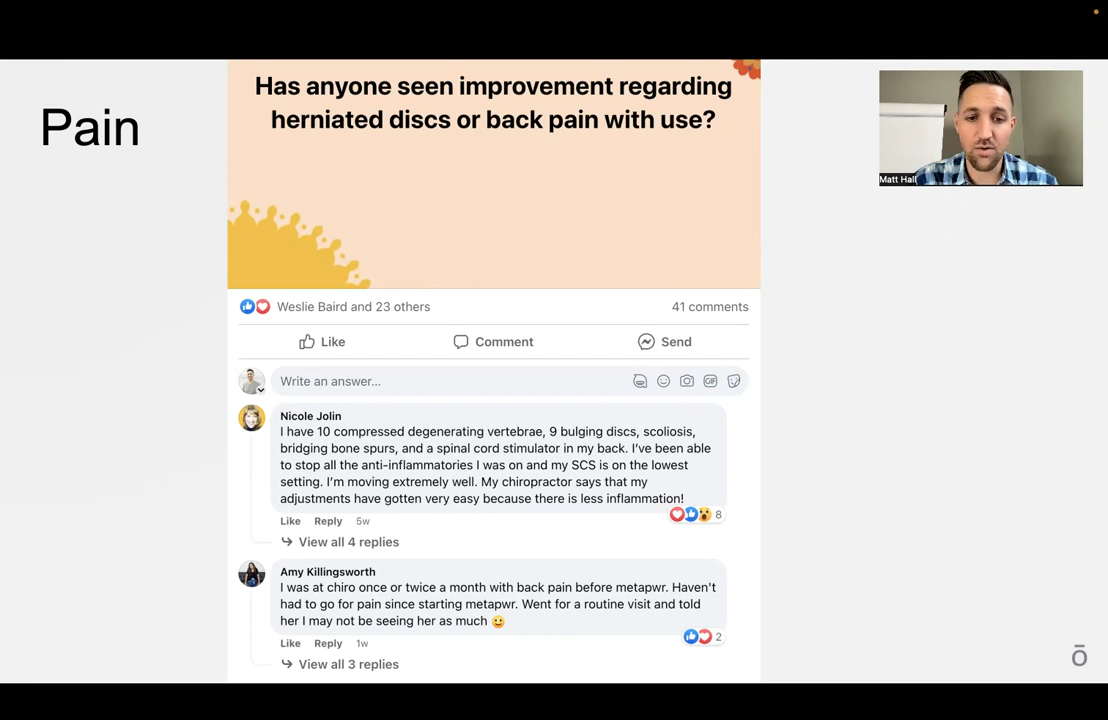 Pain
Has anyone seen improvement regarding
herniated discs or back pain with use?
Matt Hall
Weslie Baird and 23 others
41 comments
Like
Comment
Send
Write an answer...
GIF
Nicole Jolin
I have 10 compressed degenerating vertebrae, 9 bulging discs, scoliosis,
bridging bone spurs, and a spinal cord stimulator in my back. I've been able
to stop all the anti-inflammatories I was on and my SCS is on the lowest
setting. I'm moving extremely well. My chiropractor says that my
adjustments have gotten very easy because there is less inflammation!
8
Like Reply 5w
View all 4 replies
Amy Killingsworth
I was at chiro once or twice a month with back pain before metapwr. Haven't
had to go for pain since starting metapwr. Went for a routine visit and told
her I may not be seeing her as much 😃
2
Like Reply 1w
View all 3 replies
ō